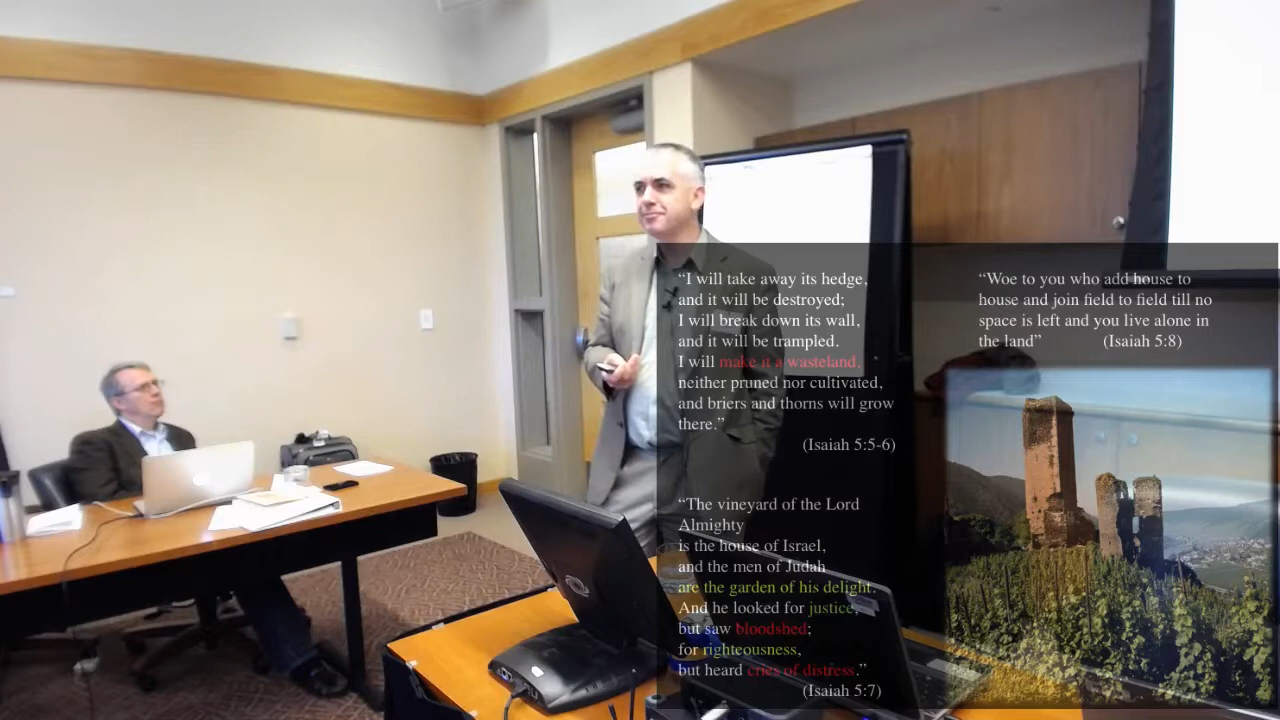 “I will take away its hedge,
and it will be destroyed;
I will break down its wall,
and it will be trampled.
I will make it a wasteland,
neither pruned nor cultivated,
and briers and thorns will grow
there.”
(Isaiah 5:5-6)
“The vineyard of the Lord
Almighty
is the house of Israel,
and the men of Judah
are the garden of his delight.
And he looked for justice,
but saw bloodshed;
for righteousness,
but heard cries of distress.”
(Isaiah 5:7)
“Woe to you who add house to
house and join field to field till no
space is left and you live alone in
the land” (Isaiah 5:8)